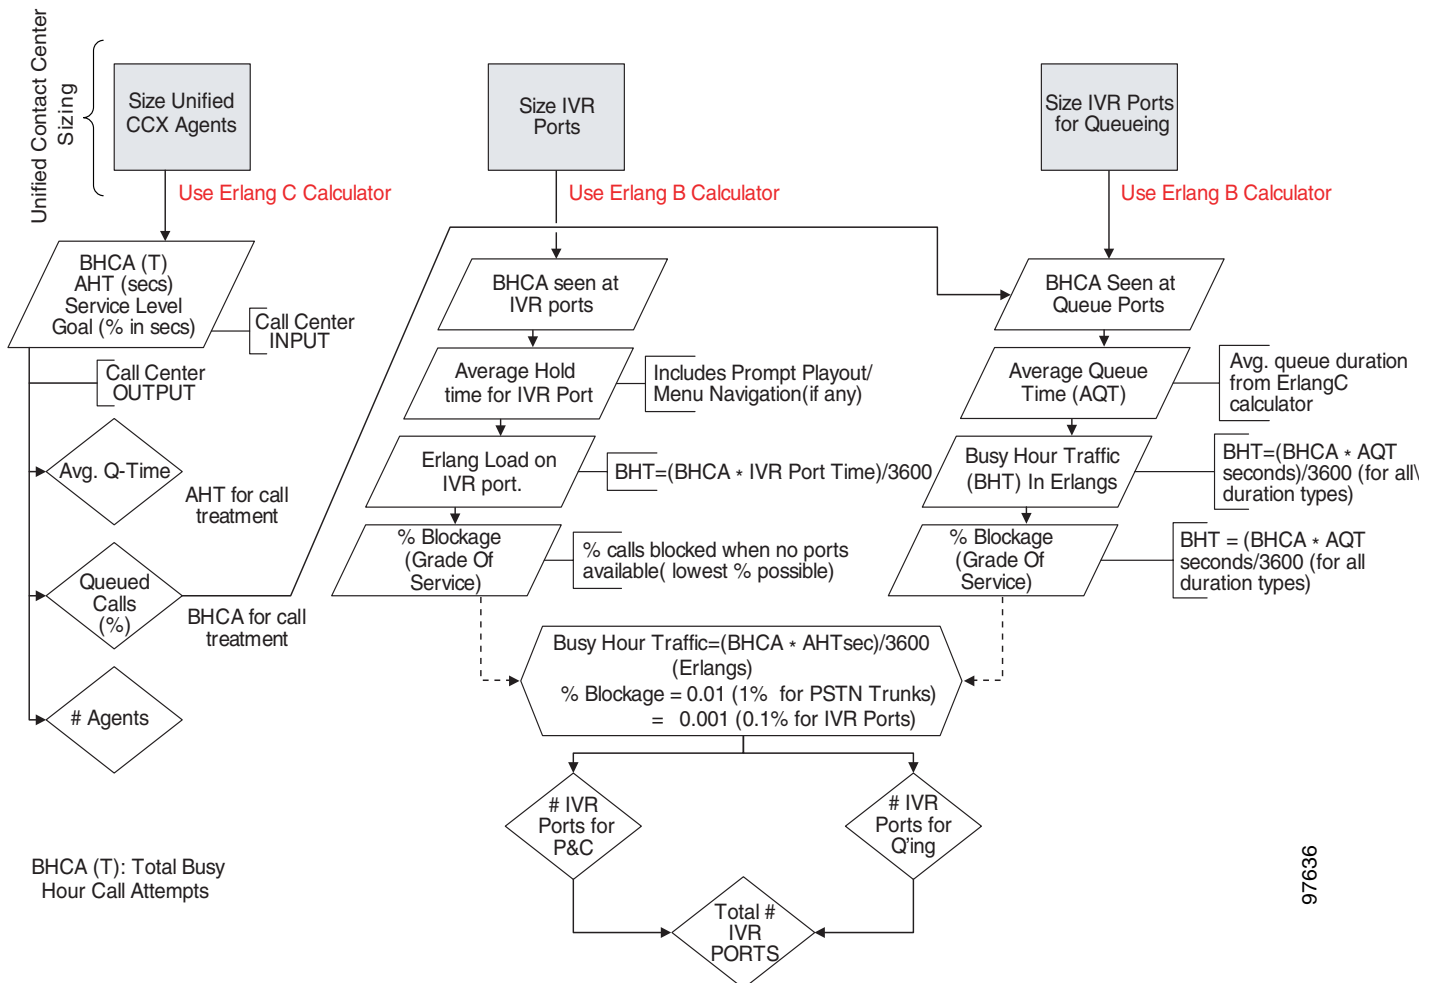 Unified Contact Center
Sizing
Size Unified
CCX Agents
Size IVR
Ports
Size IVR Ports
for Queueing
Use Erlang C Calculator
Use Erlang B Calculator
Use Erlang B Calculator
BHCA (T)
AHT (secs)
Service Level
Goal (% in secs)
Call Center
INPUT
Call Center
OUTPUT
Avg. Q-Time
AHT for call
treatment
Queued
Calls
(%)
BHCA for call
treatment
# Agents
BHCA (T): Total Busy
Hour Call Attempts
BHCA seen at
IVR ports
Average Hold
time for IVR Port
Includes Prompt Playout/
Menu Navigation(if any)
Erlang Load on
IVR port.
BHT=(BHCA * IVR Port Time)/3600
% Blockage
(Grade Of
Service)
% calls blocked when no ports
available( lowest % possible)
BHCA Seen at
Queue Ports
Average Queue
Time (AQT)
Avg. queue duration
from ErlangC
calculator
Busy Hour Traffic
(BHT) In Erlangs
BHT=(BHCA * AQT
seconds)/3600 (for all\
duration types)
% Blockage
(Grade Of
Service)
BHT = (BHCA * AQT
seconds/3600 (for all
duration types)
Busy Hour Traffic=(BHCA * AHTsec)/3600
(Erlangs)
% Blockage = 0.01 (1% for PSTN Trunks)
= 0.001 (0.1% for IVR Ports)
# IVR
Ports for
P&C
# IVR
Ports for
Q'ing
Total #
IVR
PORTS
97636